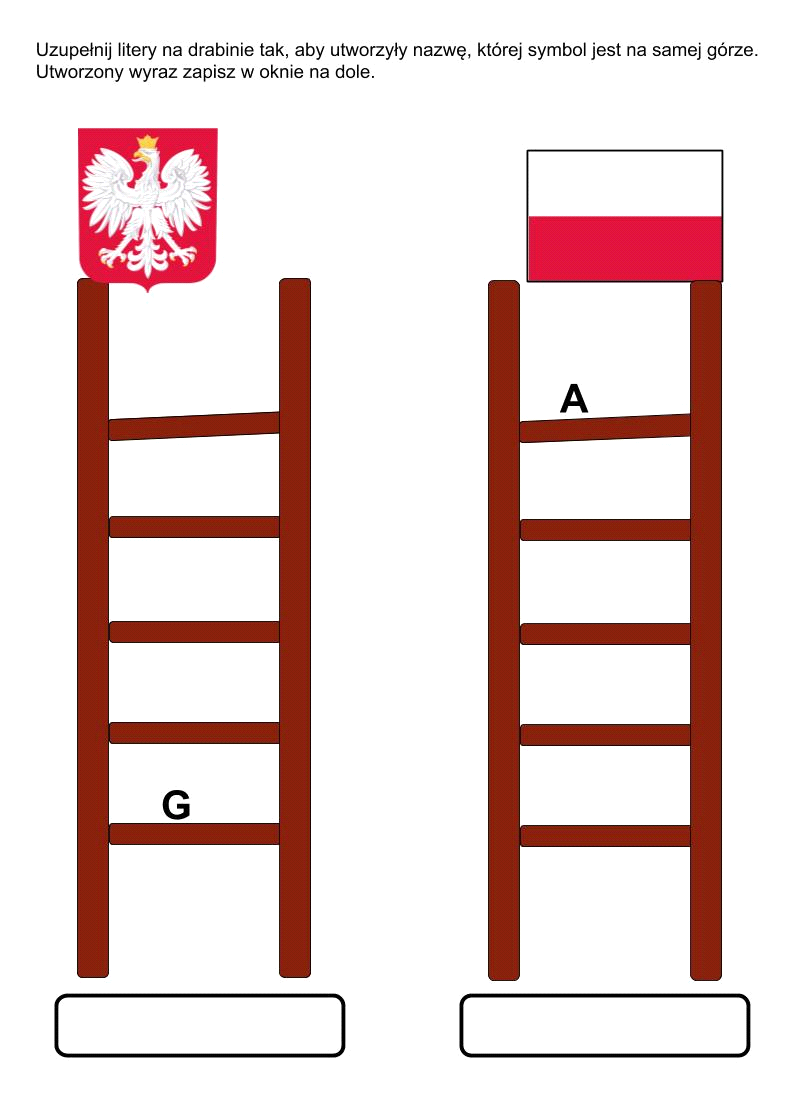 Uzupełnij litery na drabinie tak, aby utworzyły nazwę, której symbol jest na samej górze.
Utworzony wyraz zapisz w oknie na dole.
A
G